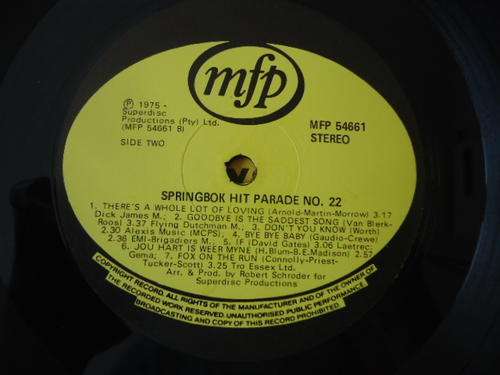 mfp
℗ 1975 -
Superdisc
Productions (Pty) Ltd.
(MFP 54661 B)
SIDE TWO
MFP 54661
STEREO
SPRINGBOK HIT PARADE NO. 22
1. THERE'S A WHOLE LOT OF LOVING (Arnold-Martin-Morrow) 3.17
Dick James M.; 2. GOODBYE IS THE SADDEST SONG (Van Blerk-
Roos) 3.37 Flying Dutchman M.; 3. DON'T YOU KNOW (Worth)
2.30 Alexis Music (MCPS); 4. BYE BYE BABY (Gaudio-Crewe)
2.36 EMI-Brigadiers M.; 5. IF (David Gates) 3.06 Laetrec;
6. JOU HART IS WEER MYNE (H.Blum-B.E.Madison) 2.57
Gema; 7. FOX ON THE RUN (Connolly-Priest-
Tucker-Scott) 3.25 Tro Essex Ltd.
Arr. & Prod. by Robert Schroder for
Superdisc Productions
COPYRIGHT RECORD. ALL RIGHTS OF THE MANUFACTURER AND OF THE OWNER OF
THE RECORDED WORK RESERVED. UNAUTHORISED PUBLIC PERFORMANCE,
BROADCASTING AND COPY OF THIS RECORD PROHIBITED.